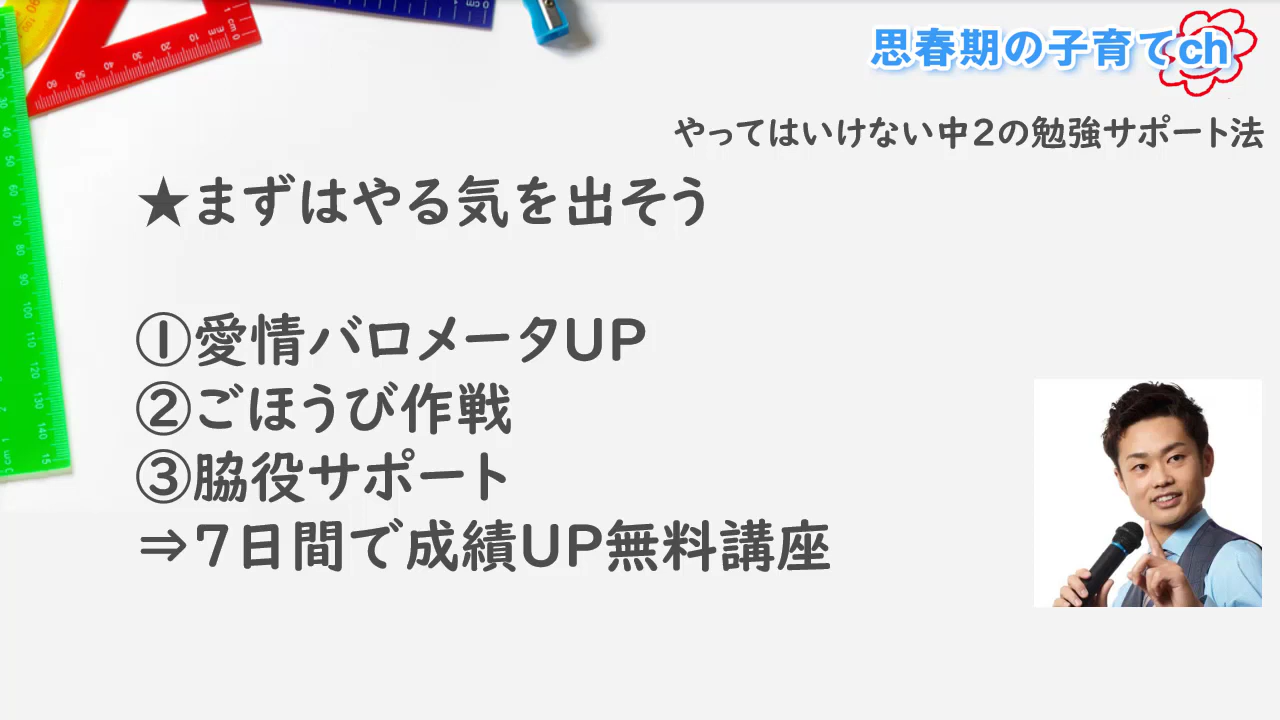 思春期の子育てch
やってはいけない中2の勉強サポート法
★まずはやる気を出そう
①愛情バロメータUP
②ごほうび作戦
③脇役サポート
⇒7日間で成績UP無料講座